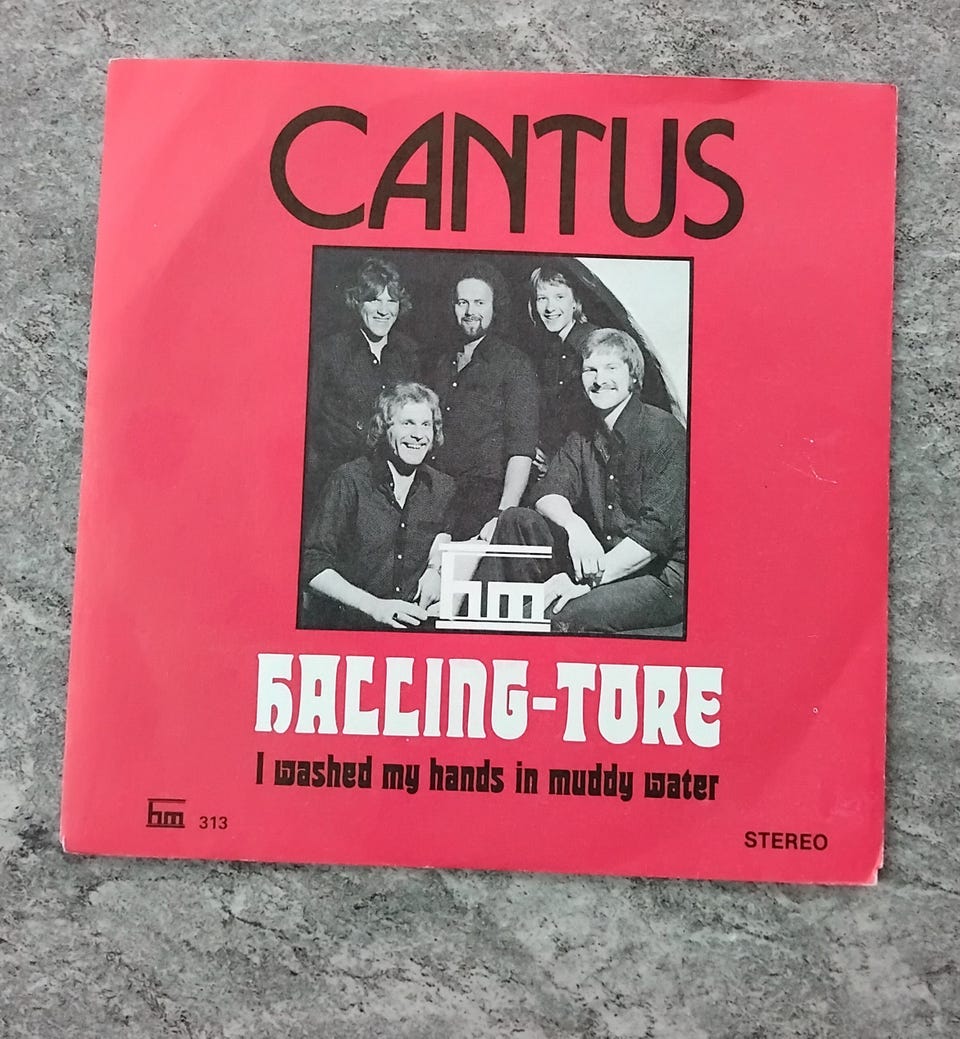 CANTUS
hm
HALLING-TORE
I washed my hands in muddy water
hm 313
STEREO